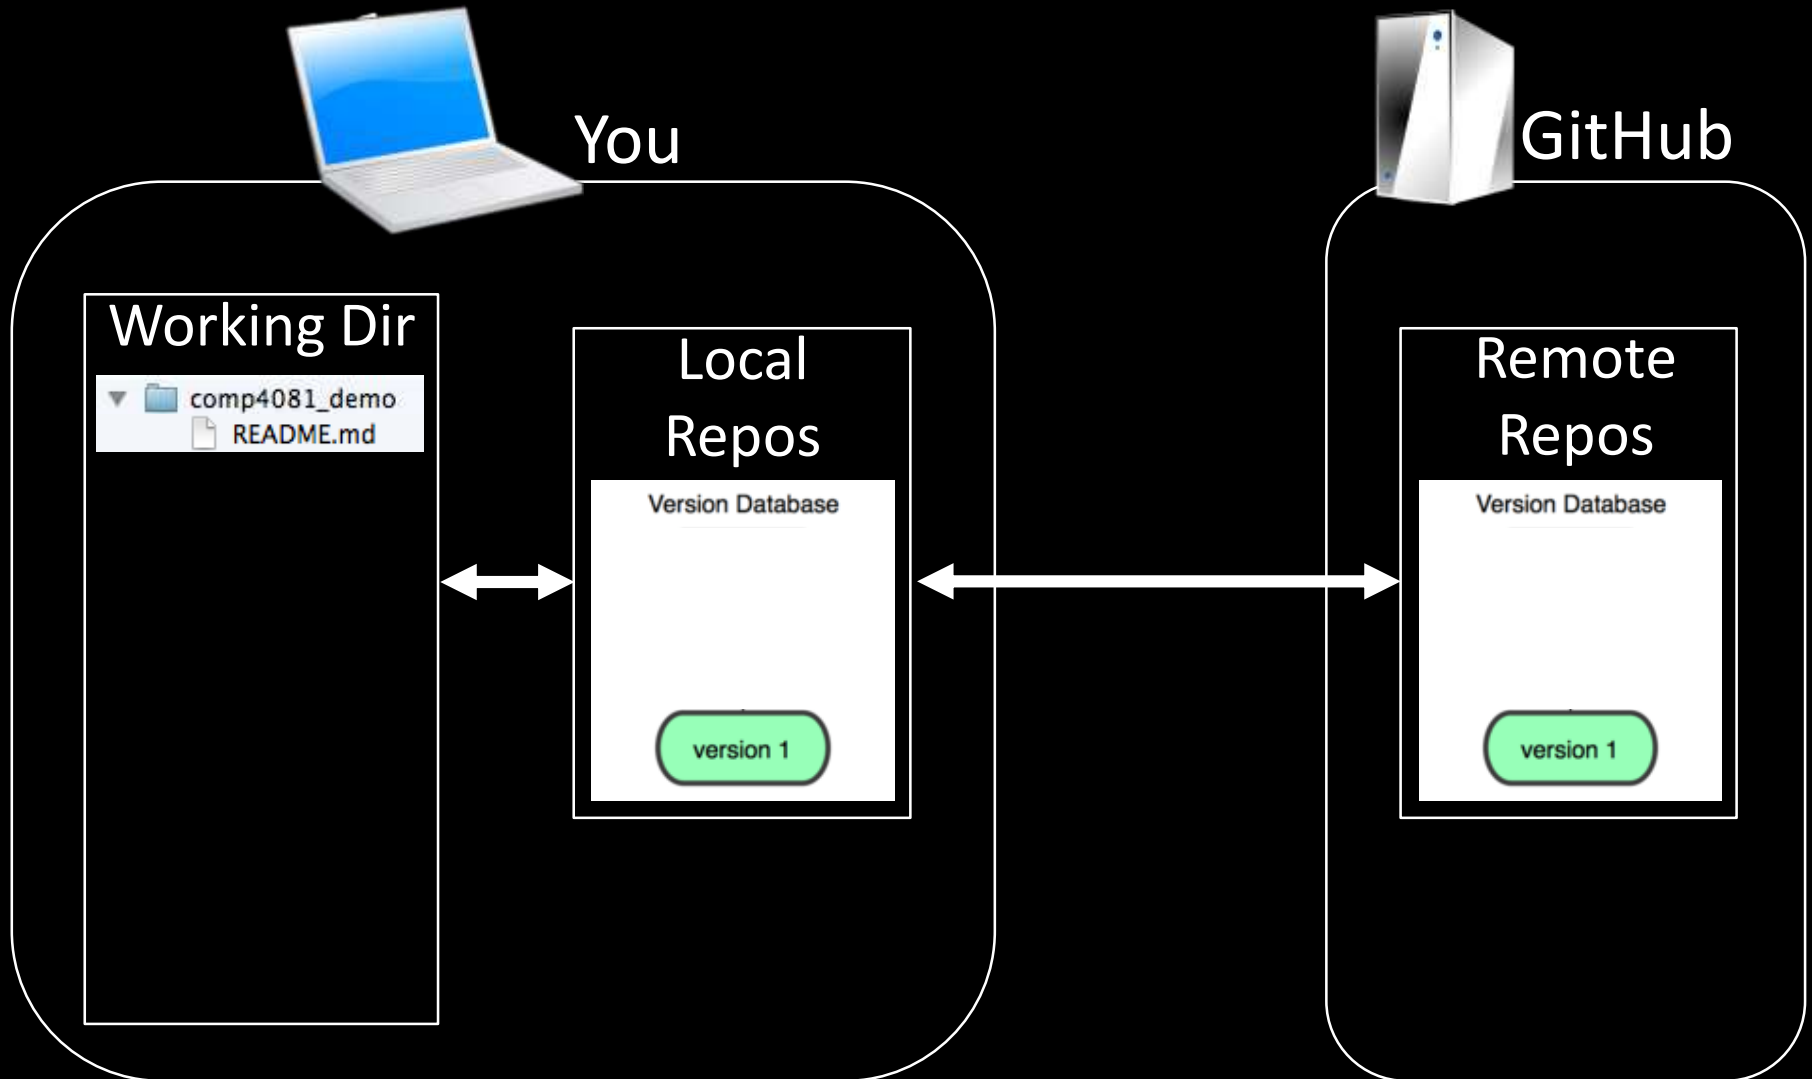 You
GitHub
Working Dir
comp4081_demo
README.md
Local
Repos
Version Database
version 1
Remote
Repos
Version Database
version 1